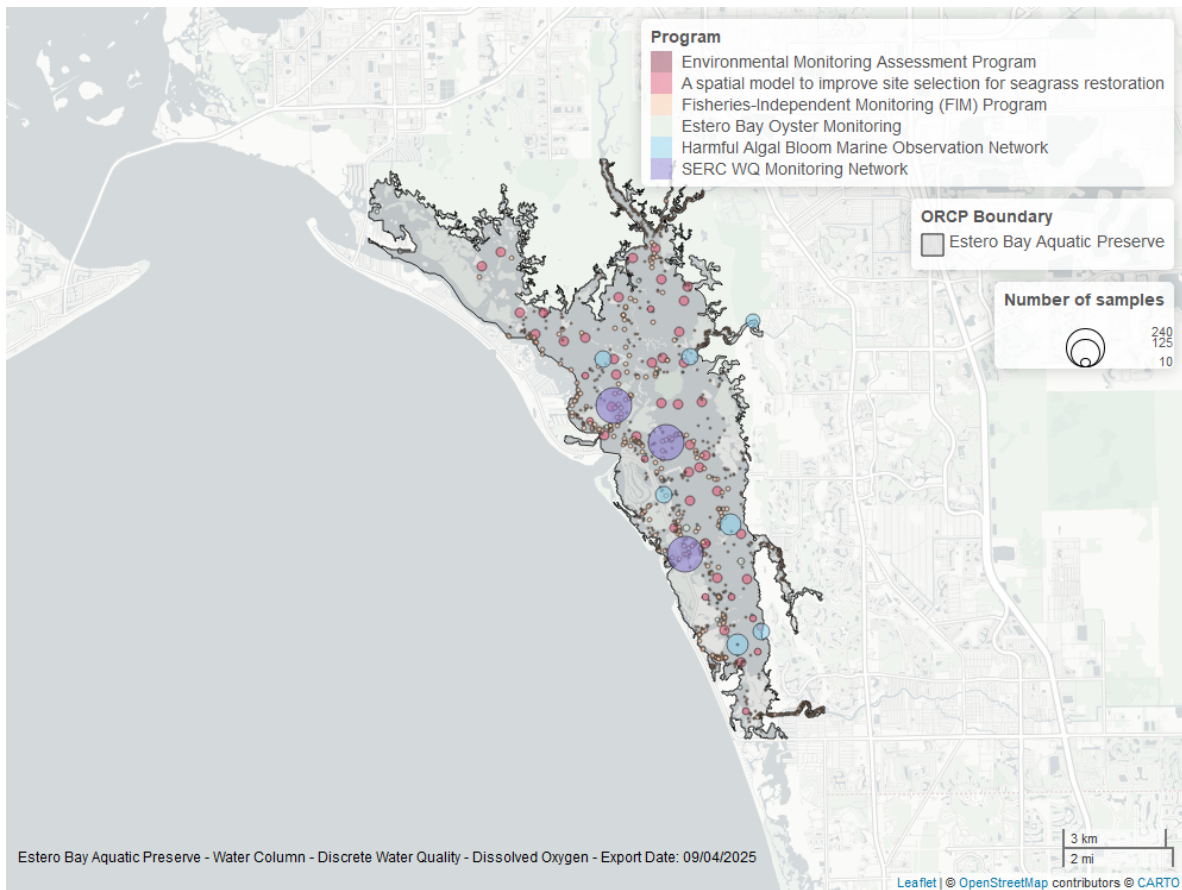 Program
Environmental Monitoring Assessment Program
A spatial model to improve site selection for seagrass restoration
Fisheries-Independent Monitoring (FIM) Program
Estero Bay Oyster Monitoring
Harmful Algal Bloom Marine Observation Network
SERC WQ Monitoring Network
ORCP Boundary
Estero Bay Aquatic Preserve
Number of samples
240
125
10
3 km
2 mi
Estero Bay Aquatic Preserve - Water Column - Discrete Water Quality - Dissolved Oxygen - Export Date: 09/04/2025
Leaflet | © OpenStreetMap contributors © CARTO